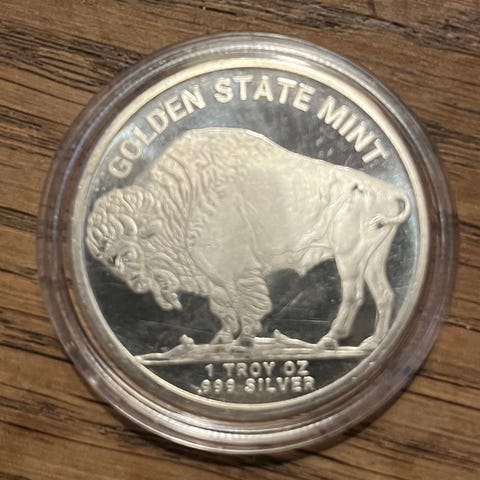 GOLDEN STATE MINT
1 TROY OZ
.999 SILVER